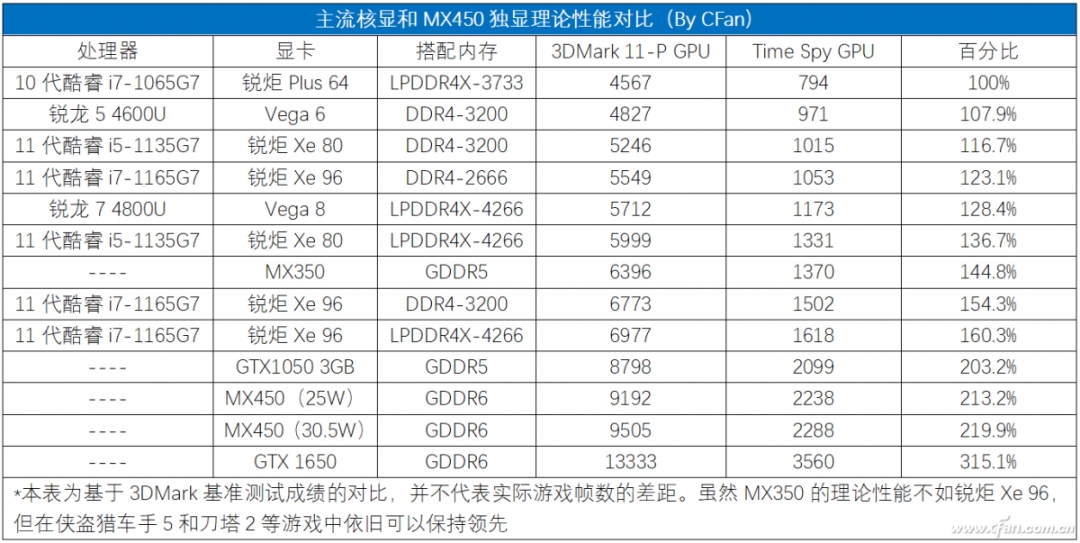 主流核显和 MX450 独显理论性能对比（By CFan）
处理器 显卡 搭配内存 3DMark 11-P GPU Time Spy GPU 百分比
10 代酷睿 i7-1065G7 锐炬 Plus 64 LPDDR4X-3733 4567 794 100%
锐龙 5 4600U Vega 6 DDR4-3200 4827 971 107.9%
11 代酷睿 i5-1135G7 锐炬 Xe 80 DDR4-3200 5246 1015 116.7%
11 代酷睿 i7-1165G7 锐炬 Xe 96 DDR4-2666 5549 1053 123.1%
锐龙 7 4800U Vega 8 LPDDR4X-4266 5712 1173 128.4%
11 代酷睿 i5-1135G7 锐炬 Xe 80 LPDDR4X-4266 5999 1331 136.7%
---- MX350 GDDR5 6396 1370 144.8%
11 代酷睿 i7-1165G7 锐炬 Xe 96 DDR4-3200 6773 1502 154.3%
11 代酷睿 i7-1165G7 锐炬 Xe 96 LPDDR4X-4266 6977 1618 160.3%
---- GTX1050 3GB GDDR5 8798 2099 203.2%
---- MX450（25W） GDDR6 9192 2238 213.2%
---- MX450（30.5W） GDDR6 9505 2288 219.9%
---- GTX 1650 GDDR6 13333 3560 315.1%
*本表为基于 3DMark 基准测试成绩的对比，并不代表实际游戏帧数的差距。虽然 MX350 的理论性能不如锐炬 Xe 96，
但在侠盗猎车手 5 和刀塔 2 等游戏中依旧可以保持领先
www.cfan.com.cn